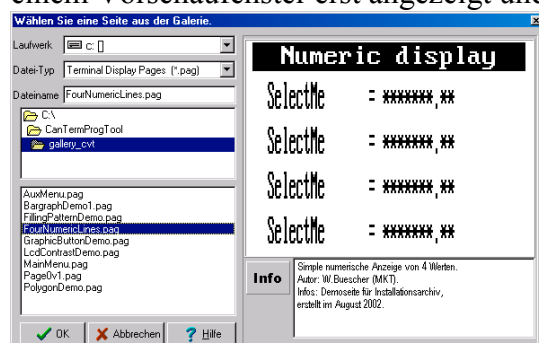 einem Vorschaufenster erst angezeigt und
Wählen Sie eine Seite aus der Galerie.
Laufwerk c: []
Datei-Typ Terminal Display Pages (*.pag)
Dateiname FourNumericLines.pag
C:\
CanTermProgTool
gallery_cvt
AuxMenu.pag
BargraphDemo1.pag
FillingPatternDemo.pag
FourNumericLines.pag
GraphicButtonDemo.pag
LcdContrastDemo.pag
MainMenu.pag
Page0v1.pag
PolygonDemo.pag
OK Abbrechen Hilfe
Numeric display
SelectMe = *******,**
SelectMe = *******,**
SelectMe = *******,**
SelectMe = *******,**
Info
Simple numerische Anzeige von 4 Werten.
Autor: W.Buescher (MKT).
Infos: Demoseite für Installationsarchiv,
erstellt im August 2002.